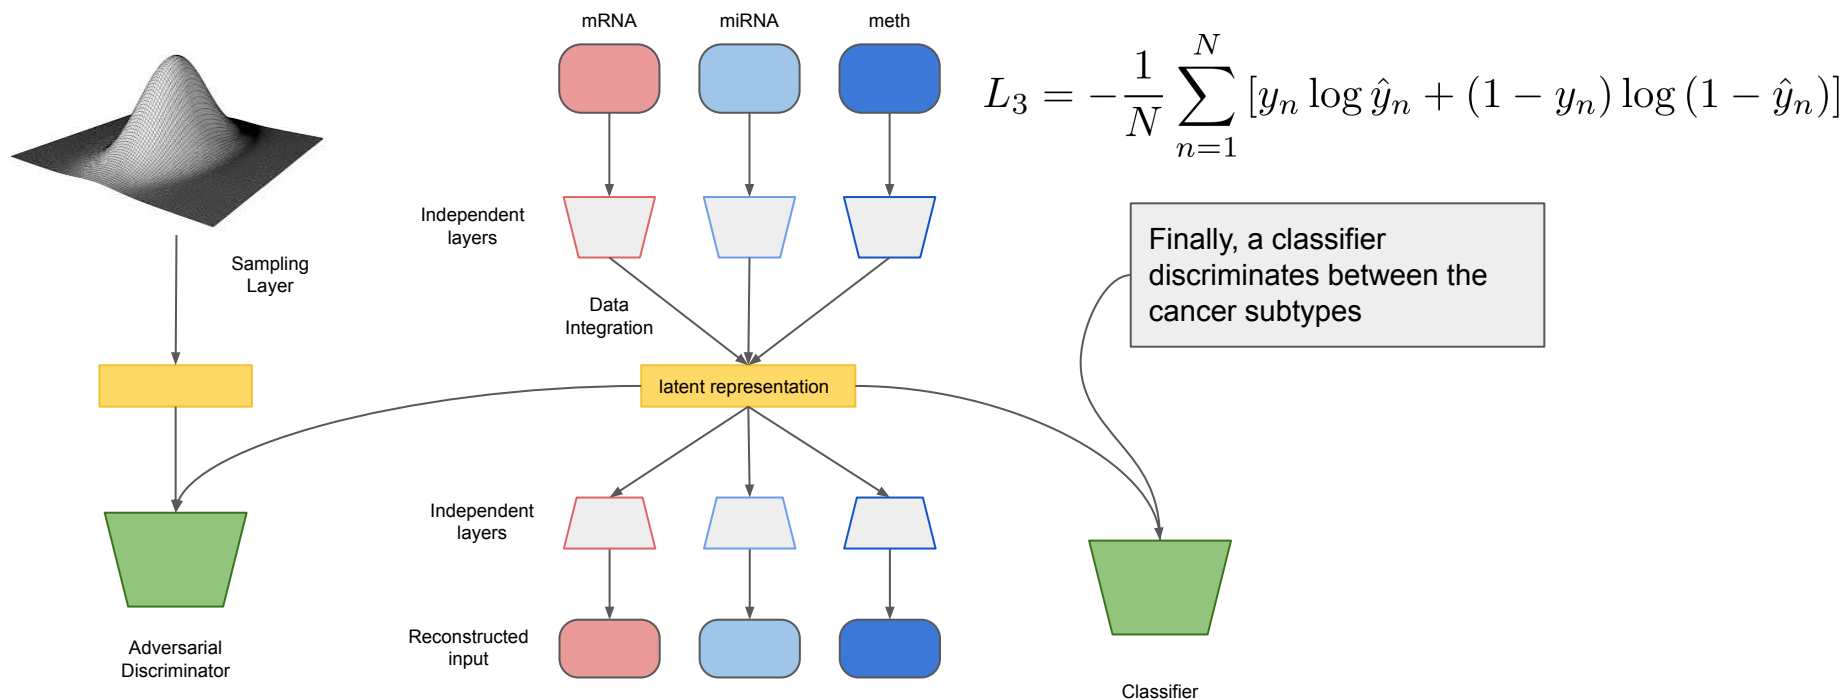 mRNA
miRNA
meth
L_3 = -\frac{1}{N} \sum_{n=1}^{N} [y_n \log \hat{y}_n + (1 - y_n) \log (1 - \hat{y}_n)]
Independent
layers
Finally, a classifier
discriminates between the
cancer subtypes
Sampling
Layer
Data
Integration
latent representation
Independent
layers
Reconstructed
input
Adversarial
Discriminator
Classifier